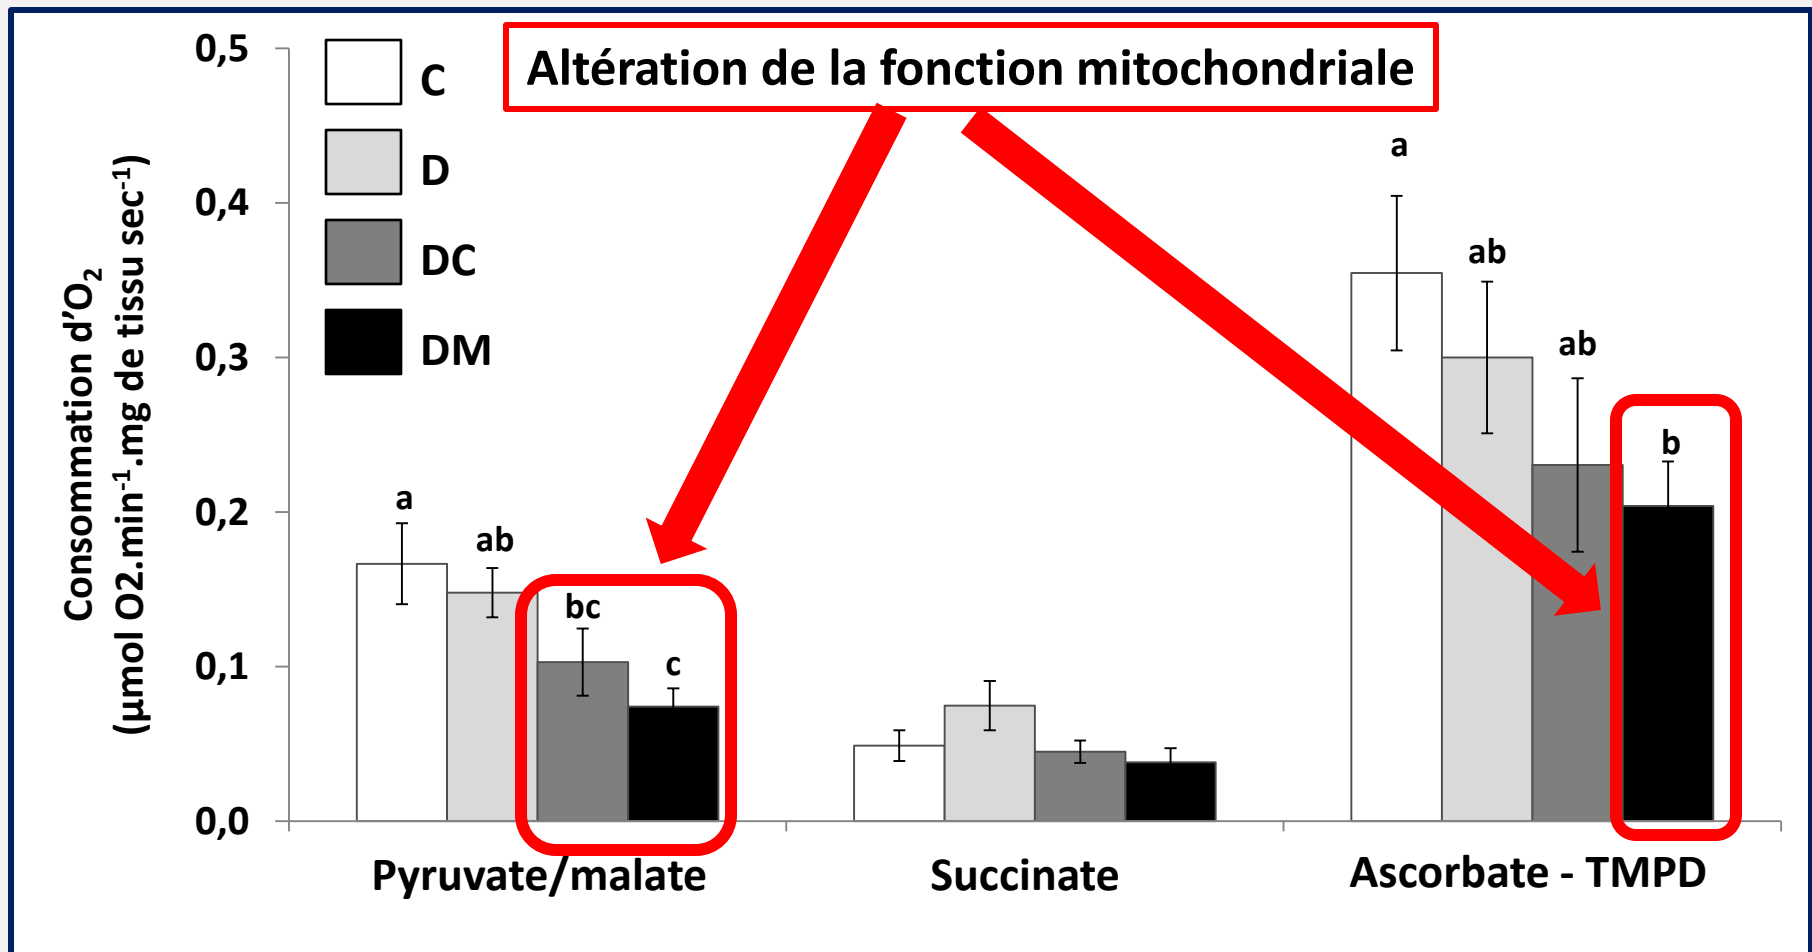 Altération de la fonction mitochondriale
C
D
DC
DM
Consommation d’O₂
(µmol O2.min⁻¹.mg de tissu sec⁻¹)
0,5
0,4
0,3
0,2
0,1
0,0
a
ab
bc
c
a
ab
ab
b
Pyruvate/malate
Succinate
Ascorbate - TMPD